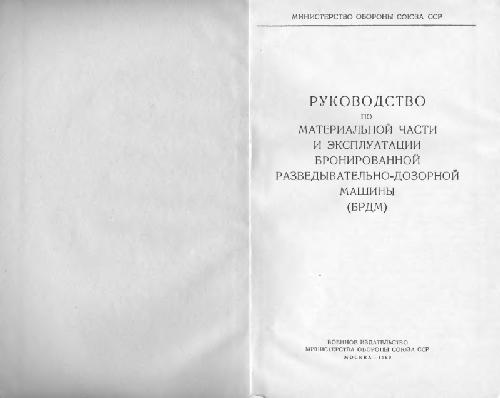 МИНИСТЕРСТВО ОБОРОНЫ СОЮЗА ССР
РУКОВОДСТВО
ПО
МАТЕРИАЛЬНОЙ ЧАСТИ
И ЭКСПЛУАТАЦИИ
БРОНИРОВАННОЙ
РАЗВЕДЫВАТЕЛЬНО-ДОЗОРНОЙ
МАШИНЫ
(БРДМ)
ВОЕННОЕ ИЗДАТЕЛЬСТВО
МИНИСТЕРСТВА ОБОРОНЫ СОЮЗА ССР
МОСКВА —